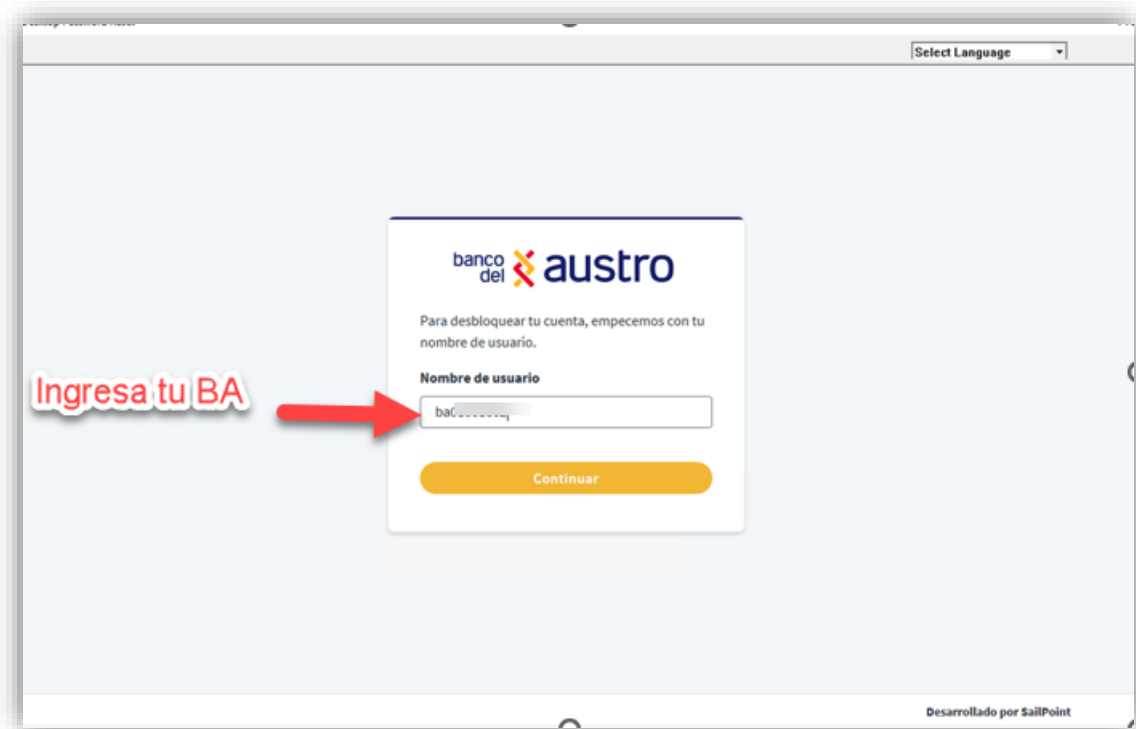 Select Language
banco del austro
Para desbloquear tu cuenta, empecemos con tu
nombre de usuario.
Nombre de usuario
Ingresa tu BA
Continuar
Desarrollado por SailPoint